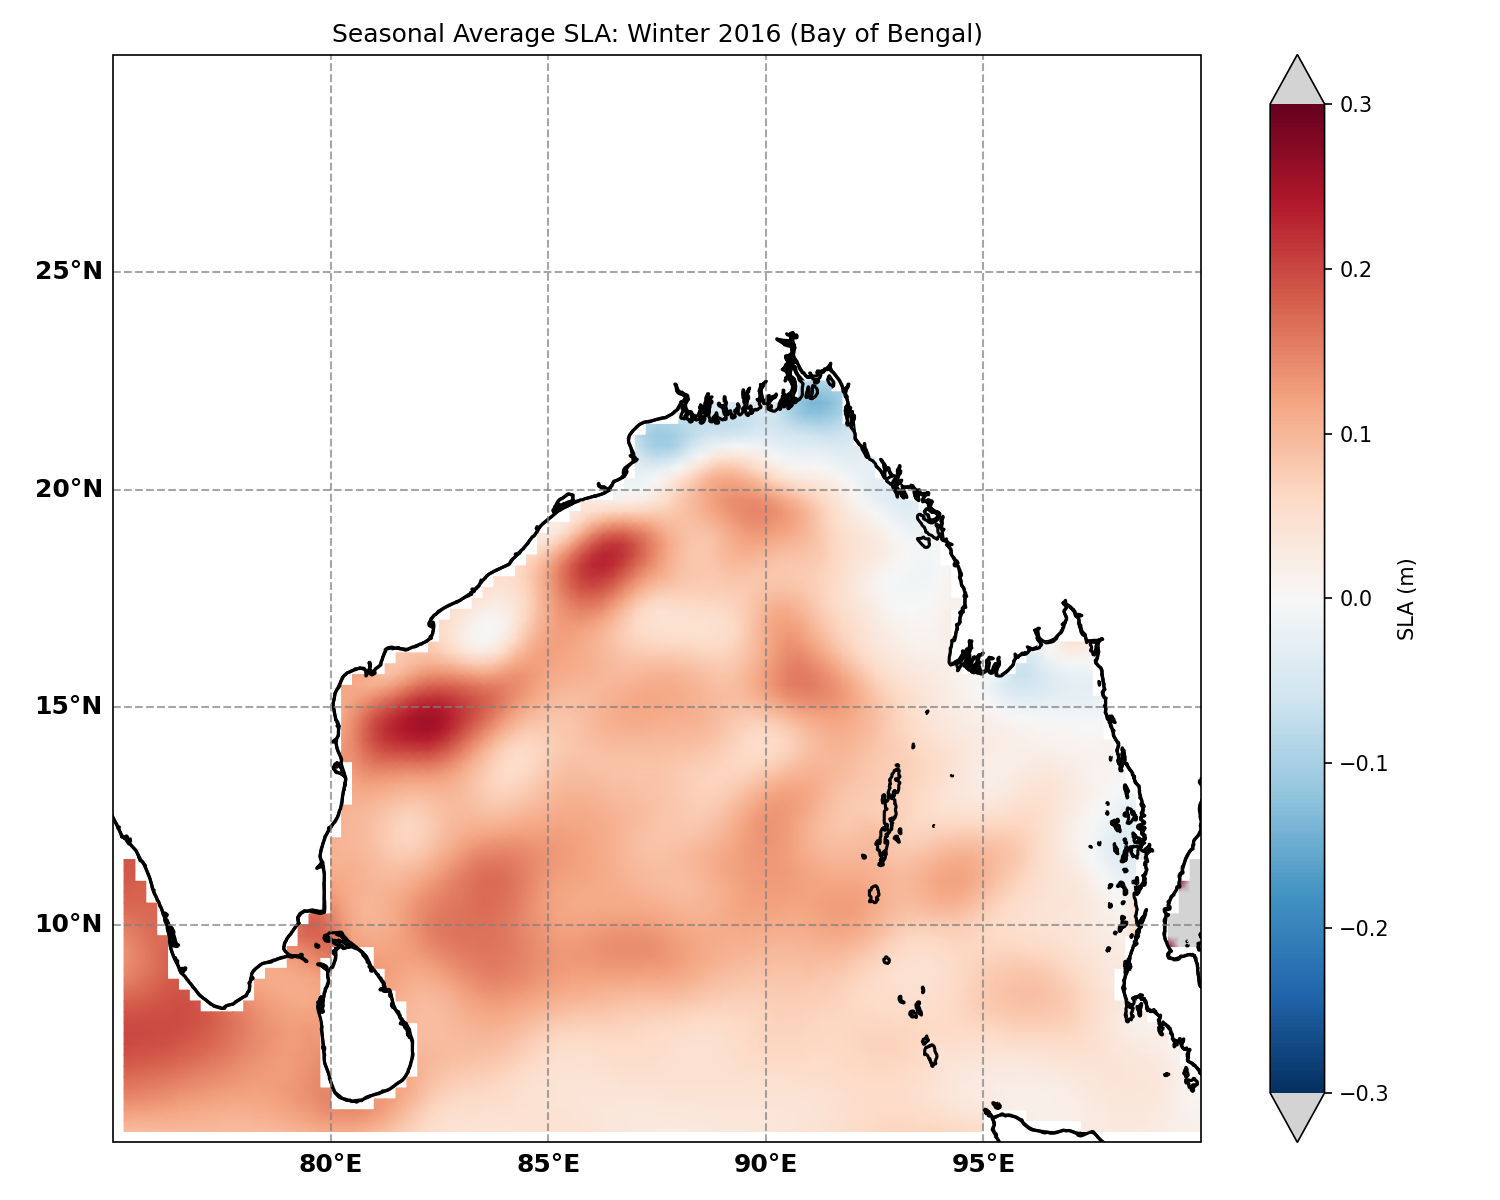 Seasonal Average SLA: Winter 2016 (Bay of Bengal)
25°N
20°N
15°N
10°N
80°E
85°E
90°E
95°E
0.3
0.2
0.1
0.0
−0.1
−0.2
−0.3
SLA (m)